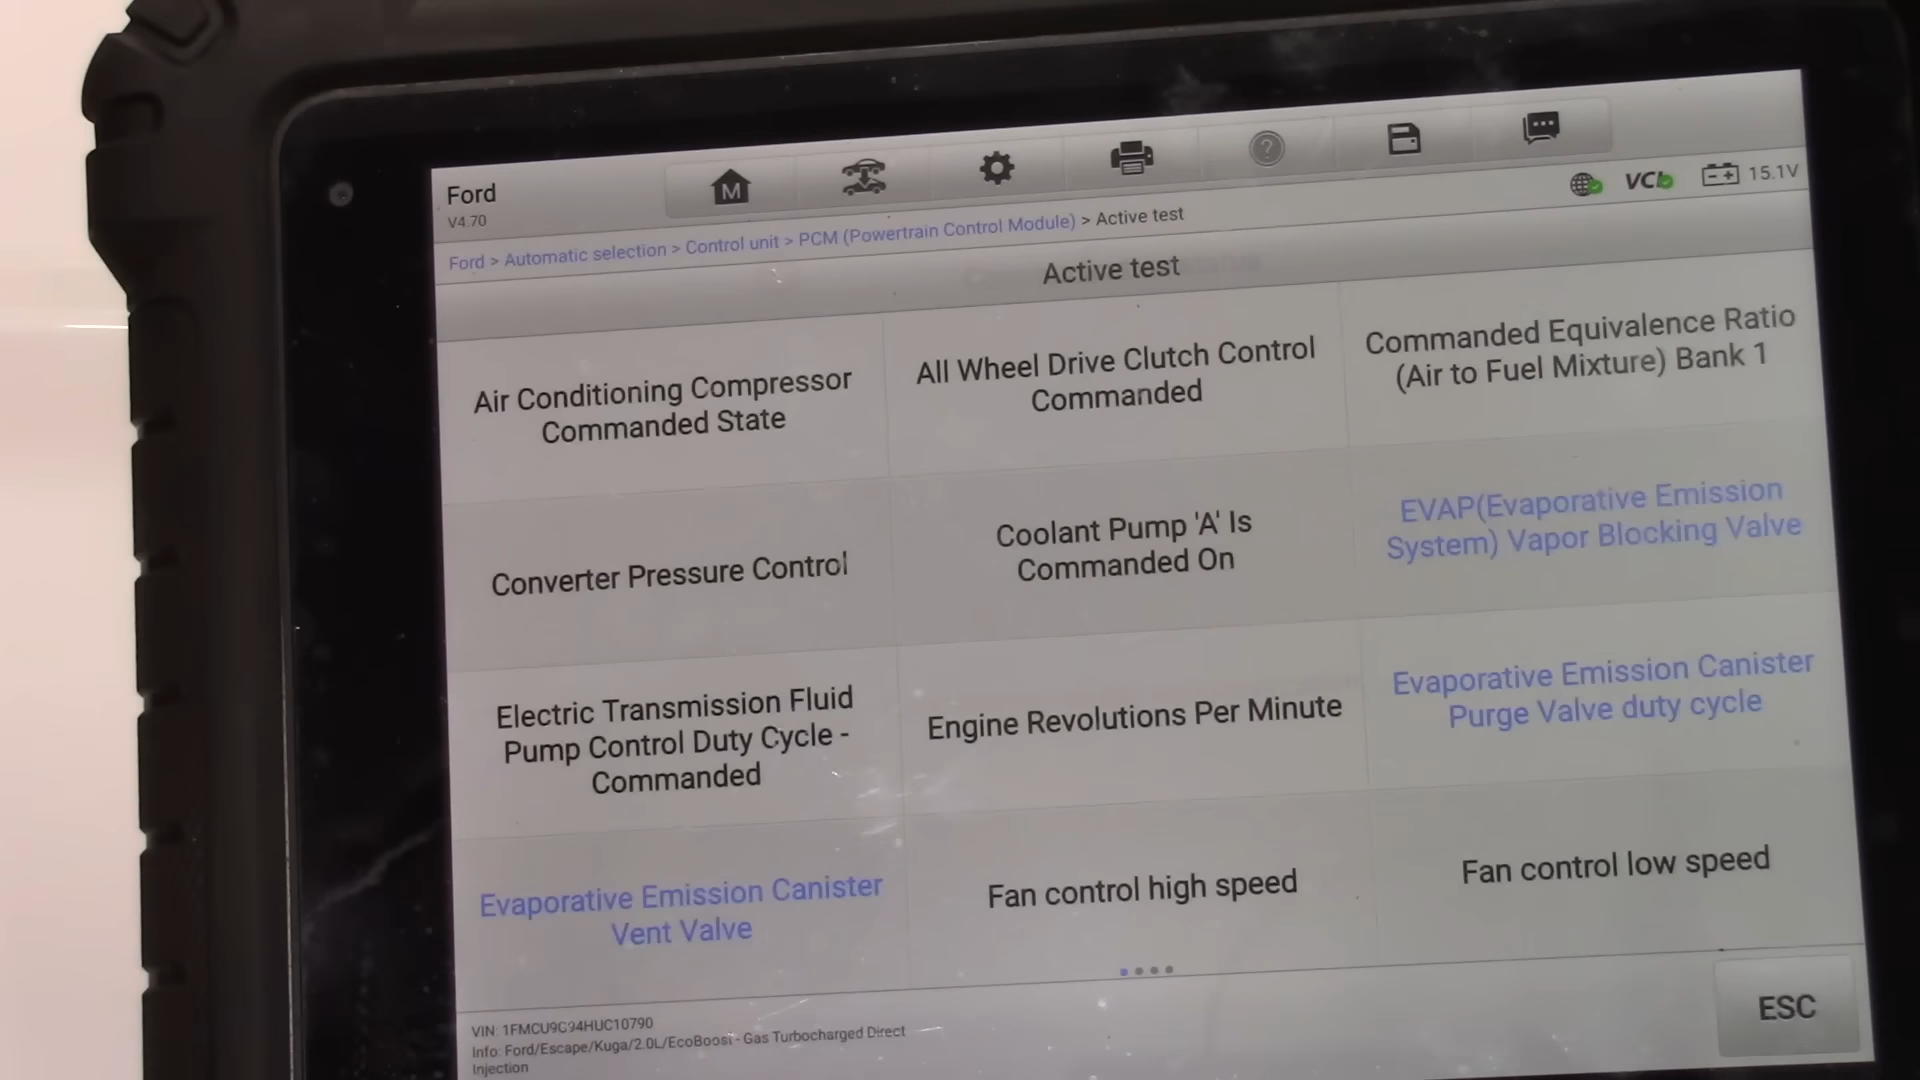 Ford
V4.70
M
?
VCI
15.1V
Ford > Automatic selection > Control unit > PCM (Powertrain Control Module) > Active test
Active test
Air Conditioning Compressor
Commanded State
All Wheel Drive Clutch Control
Commanded
Commanded Equivalence Ratio
(Air to Fuel Mixture) Bank 1
Converter Pressure Control
Coolant Pump 'A' Is
Commanded On
EVAP(Evaporative Emission
System) Vapor Blocking Valve
Electric Transmission Fluid
Pump Control Duty Cycle -
Commanded
Engine Revolutions Per Minute
Evaporative Emission Canister
Purge Valve duty cycle
Evaporative Emission Canister
Vent Valve
Fan control high speed
Fan control low speed
VIN: 1FMCU9G94HUC10790
Info: Ford/Escape/Kuga/2.0L/EcoBoost - Gas Turbocharged Direct
Injection
ESC